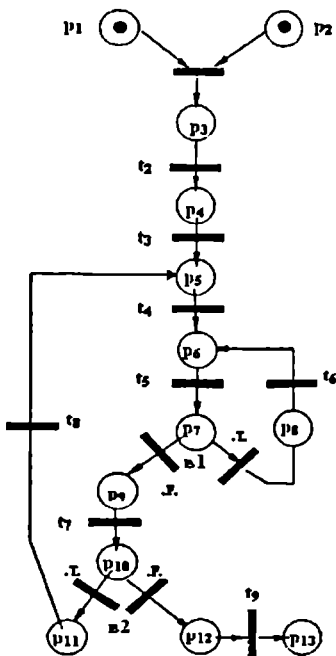 p1
p2
p3
t2
p4
t3
p5
t4
p6
t5
t6
t8
p7
.T.
p8
B1
p9
.F.
t7
p10
.T.
.F.
t9
B2
p11
p12
p13